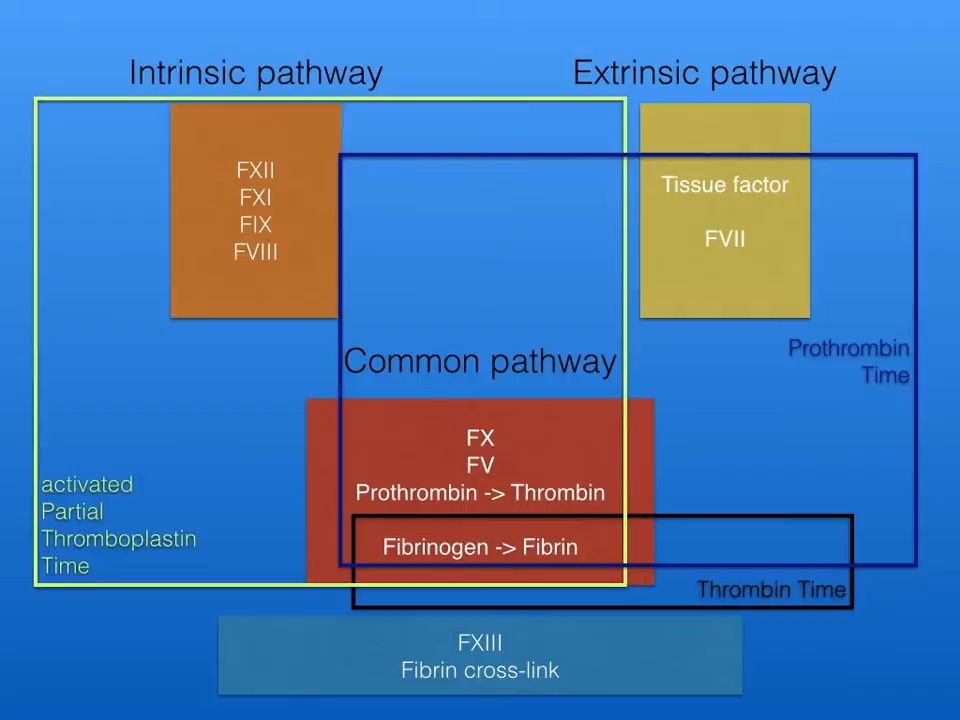 Intrinsic pathway
Extrinsic pathway
FXII
FXI
FIX
FVIII
Tissue factor
FVII
Prothrombin
Time
Common pathway
FX
FV
Prothrombin -> Thrombin
Fibrinogen -> Fibrin
activated
Partial
Thromboplastin
Time
Thrombin Time
FXIII
Fibrin cross-link